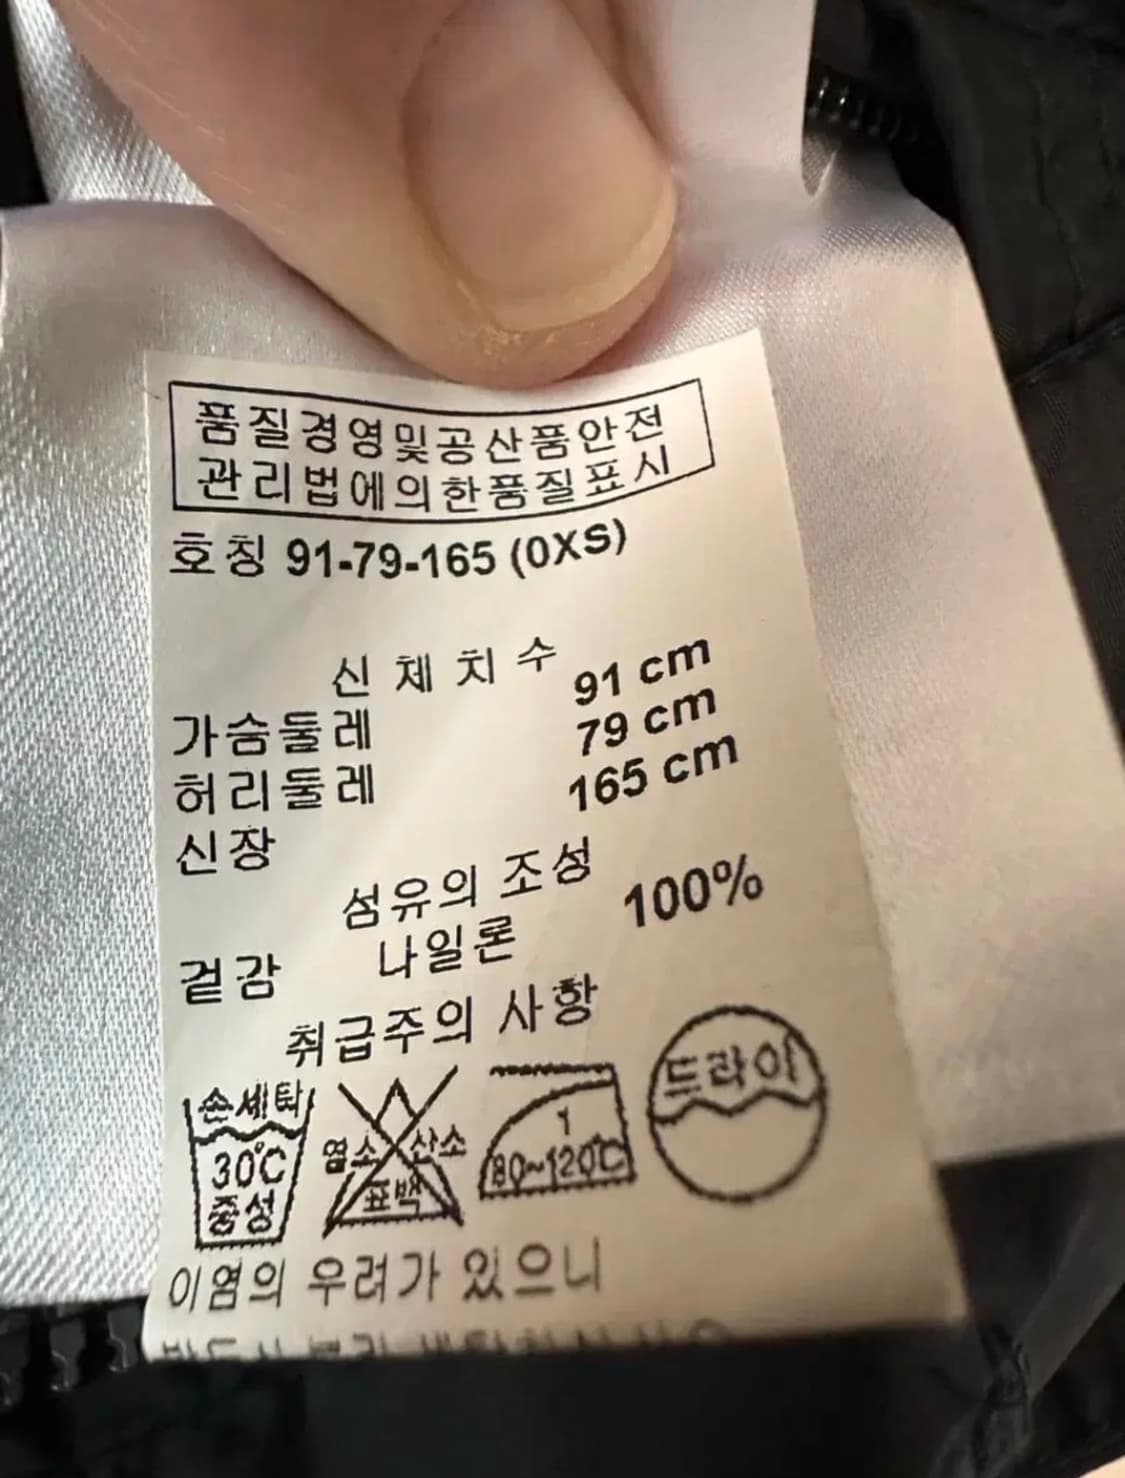 품질경영및공산품안전
관리법에의한품질표시
호칭 91-79-165 (0XS)
신체치수
가슴둘레 91 cm
허리둘레 79 cm
신장 165 cm
섬유의 조성
겉감 나일론 100%
취급주의 사항
손세탁
30℃
중성
염소 산소
표백
1
80~120℃
드라이
이염의 우려가 있으니